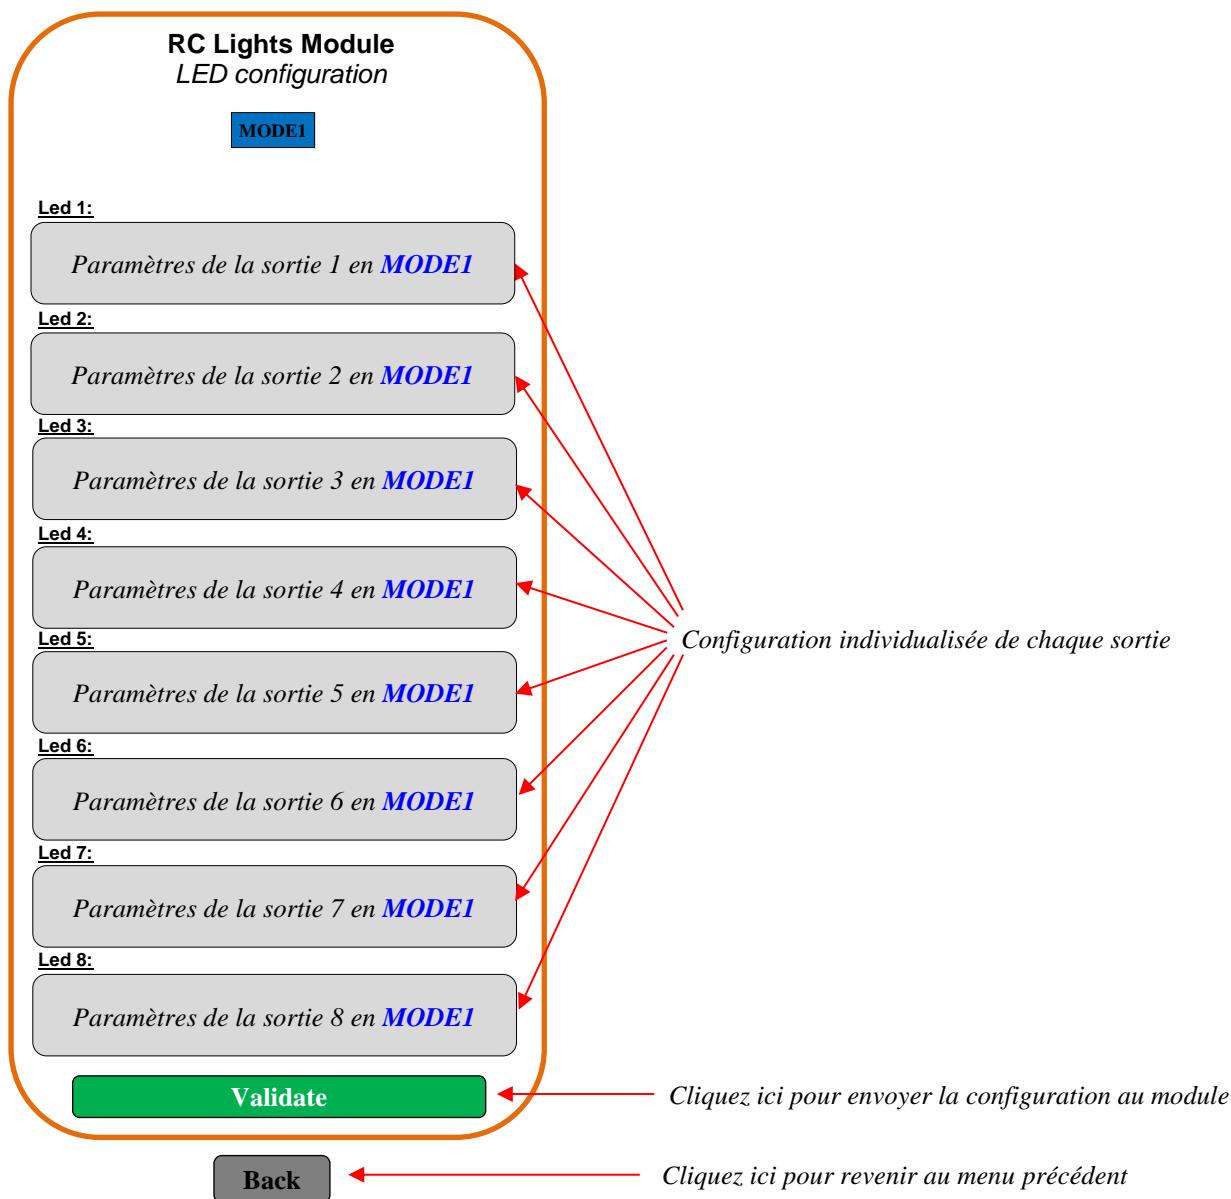 RC Lights Module
LED configuration
MODE1
Led 1:
Paramètres de la sortie 1 en MODE1
Led 2:
Paramètres de la sortie 2 en MODE1
Led 3:
Paramètres de la sortie 3 en MODE1
Led 4:
Paramètres de la sortie 4 en MODE1
Led 5:
Configuration individualisée de chaque sortie
Paramètres de la sortie 5 en MODE1
Led 6:
Paramètres de la sortie 6 en MODE1
Led 7:
Paramètres de la sortie 7 en MODE1
Led 8:
Paramètres de la sortie 8 en MODE1
Validate
Cliquez ici pour envoyer la configuration au module
Back
Cliquez ici pour revenir au menu précédent